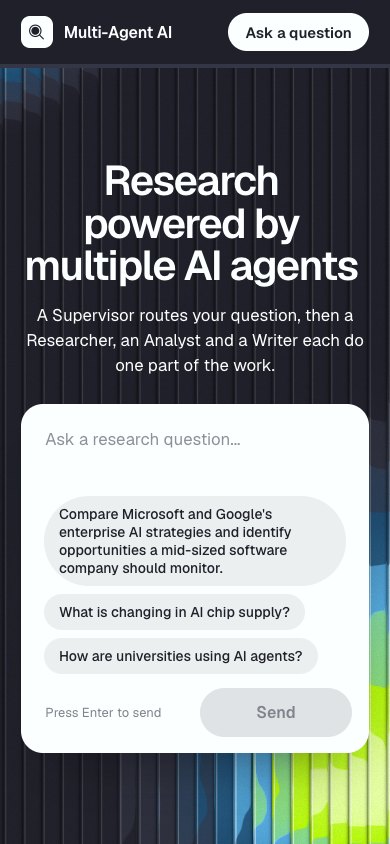 Multi-Agent AI
Ask a question
Research
powered by
multiple AI agents
A Supervisor routes your question, then a
Researcher, an Analyst and a Writer each do
one part of the work.
Ask a research question...
Compare Microsoft and Google's
enterprise AI strategies and identify
opportunities a mid-sized software
company should monitor.
What is changing in AI chip supply?
How are universities using AI agents?
Press Enter to send
Send